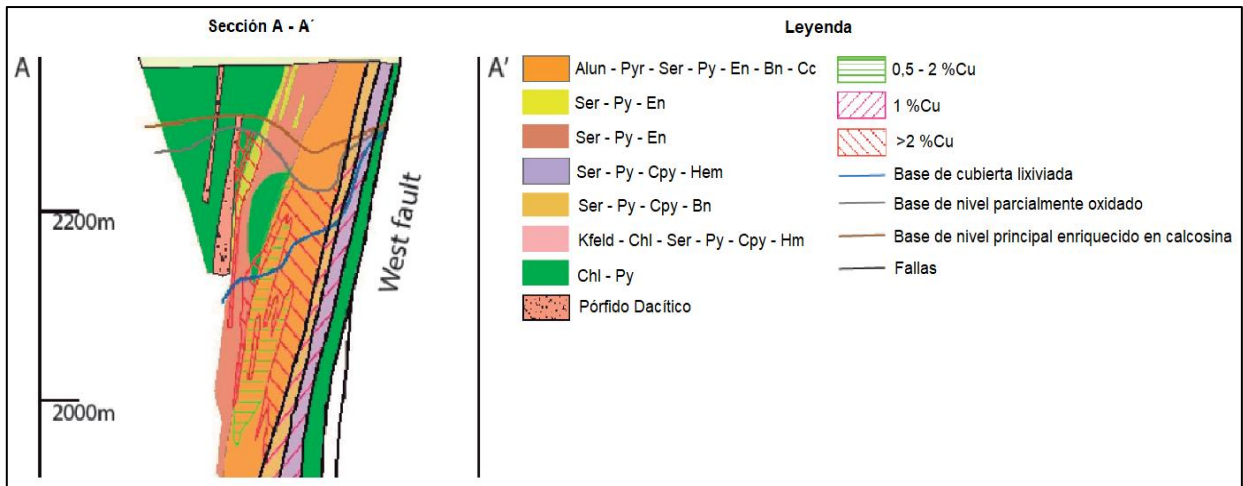 Sección A - A´
Leyenda
A
A'
2200m
2000m
West fault
Alun - Pyr - Ser - Py - En - Bn - Cc
Ser - Py - En
Ser - Py - En
Ser - Py - Cpy - Hem
Ser - Py - Cpy - Bn
Kfeld - Chl - Ser - Py - Cpy - Hm
Chl - Py
Pórfido Dacítico
0,5 - 2 %Cu
1 %Cu
>2 %Cu
Base de cubierta lixiviada
Base de nivel parcialmente oxidado
Base de nivel principal enriquecido en calcosina
Fallas